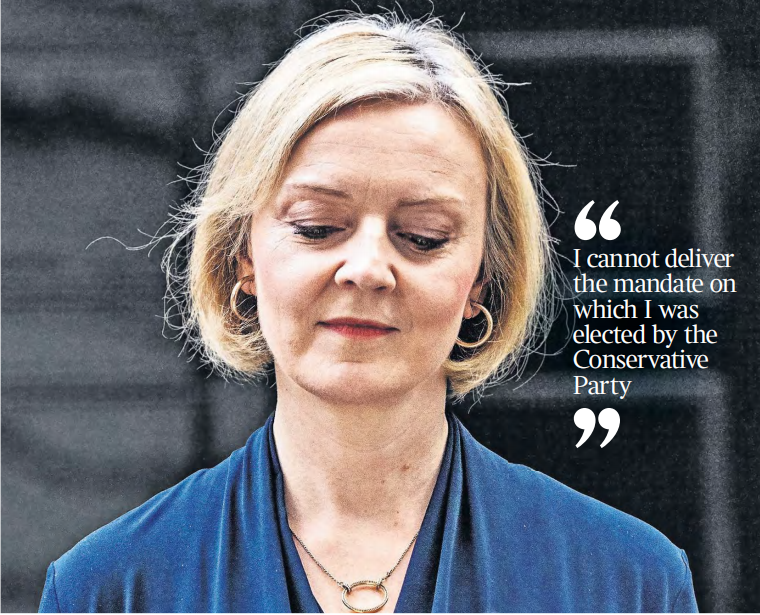 “
I cannot deliver
the mandate on
which I was
elected by the
Conservative
Party
”